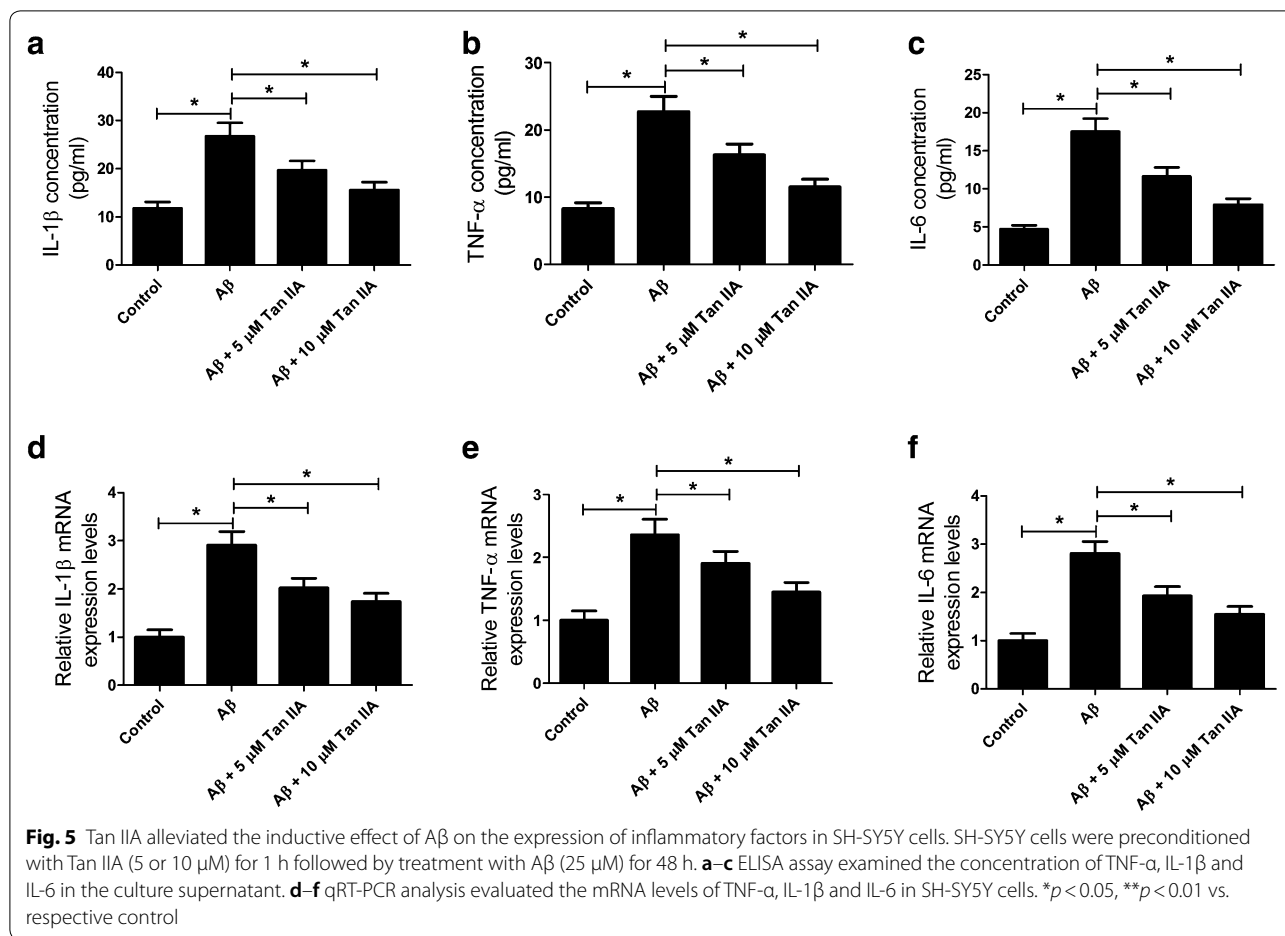 a
b
c
*
*
*
IL-1β concentration
(pg/ml)
40
30
20
10
0
Control
Aβ
Aβ + 5 μM Tan IIA
Aβ + 10 μM Tan IIA
*
*
*
TNF-α concentration
(pg/ml)
30
20
10
0
Control
Aβ
Aβ + 5 μM Tan IIA
Aβ + 10 μM Tan IIA
*
*
*
IL-6 concentration
(pg/ml)
25
20
15
10
5
0
Control
Aβ
Aβ + 5 μM Tan IIA
Aβ + 10 μM Tan IIA
d
e
f
*
*
*
Relative IL-1β mRNA
expression levels
4
3
2
1
0
Control
Aβ
Aβ + 5 μM Tan IIA
Aβ + 10 μM Tan IIA
*
*
*
Relative TNF-α mRNA
expression levels
3
2
1
0
Control
Aβ
Aβ + 5 μM Tan IIA
Aβ + 10 μM Tan IIA
*
*
*
Relative IL-6 mRNA
expression levels
4
3
2
1
0
Control
Aβ
Aβ + 5 μM Tan IIA
Aβ + 10 μM Tan IIA
Fig. 5 Tan IIA alleviated the inductive effect of Aβ on the expression of inflammatory factors in SH-SY5Y cells. SH-SY5Y cells were preconditioned
with Tan IIA (5 or 10 μM) for 1 h followed by treatment with Aβ (25 μM) for 48 h. a–c ELISA assay examined the concentration of TNF-α, IL-1β and
IL-6 in the culture supernatant. d–f qRT-PCR analysis evaluated the mRNA levels of TNF-α, IL-1β and IL-6 in SH-SY5Y cells. *p < 0.05, **p < 0.01 vs.
respective control